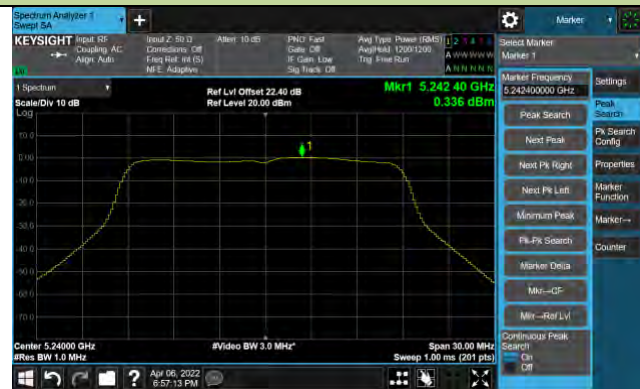 Spectrum Analyzer 1
Swept SA
KEYSIGHT
Input: RF
Coupling: AC
Align: Auto
Input Z: 50 Ω
Corrections: Off
Freq Ref: Int (S)
NFE: Adaptive
Atten: 10 dB
PNO: Fast
Gate: Off
IF Gain: Low
Sig Track: Off
Avg Type: Power (RMS)
Avg|Hold: 1200/1200
Trig: Free Run
1 2 3 4 5 6
A W W W W W
A N N N N N
1 Spectrum
Scale/Div 10 dB
Ref Lvl Offset 22.40 dB
Ref Level 20.00 dBm
Mkr1 5.242 40 GHz
0.336 dBm
Log
10.0
0.00
-10.0
-20.0
-30.0
-40.0
-50.0
-60.0
-70.0
1
Center 5.24000 GHz
#Res BW 1.0 MHz
#Video BW 3.0 MHz*
Span 30.00 MHz
Sweep 1.00 ms (201 pts)
Apr 06, 2022
6:57:13 PM
Marker
Select Marker
Marker 1
Marker Frequency
5.242400000 GHz
Peak Search
Next Peak
Next Pk Right
Next Pk Left
Minimum Peak
Pk-Pk Search
Marker Delta
Mkr→CF
Mkr→Ref Lvl
Continuous Peak
Search
On
Off
Settings
Peak
Search
Pk Search
Config
Properties
Marker
Function
Marker→
Counter